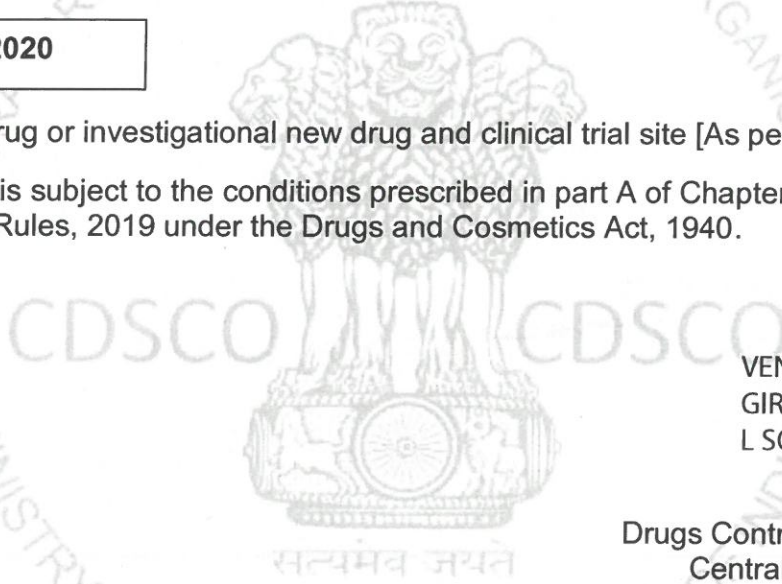 2020
rug or investigational new drug and clinical trial site [As pe
is subject to the conditions prescribed in part A of Chapter
Rules, 2019 under the Drugs and Cosmetics Act, 1940.
CDSCO CDSCO
VEN
GIR
L SO
Drugs Contr
Centra
सत्यमेव जयते